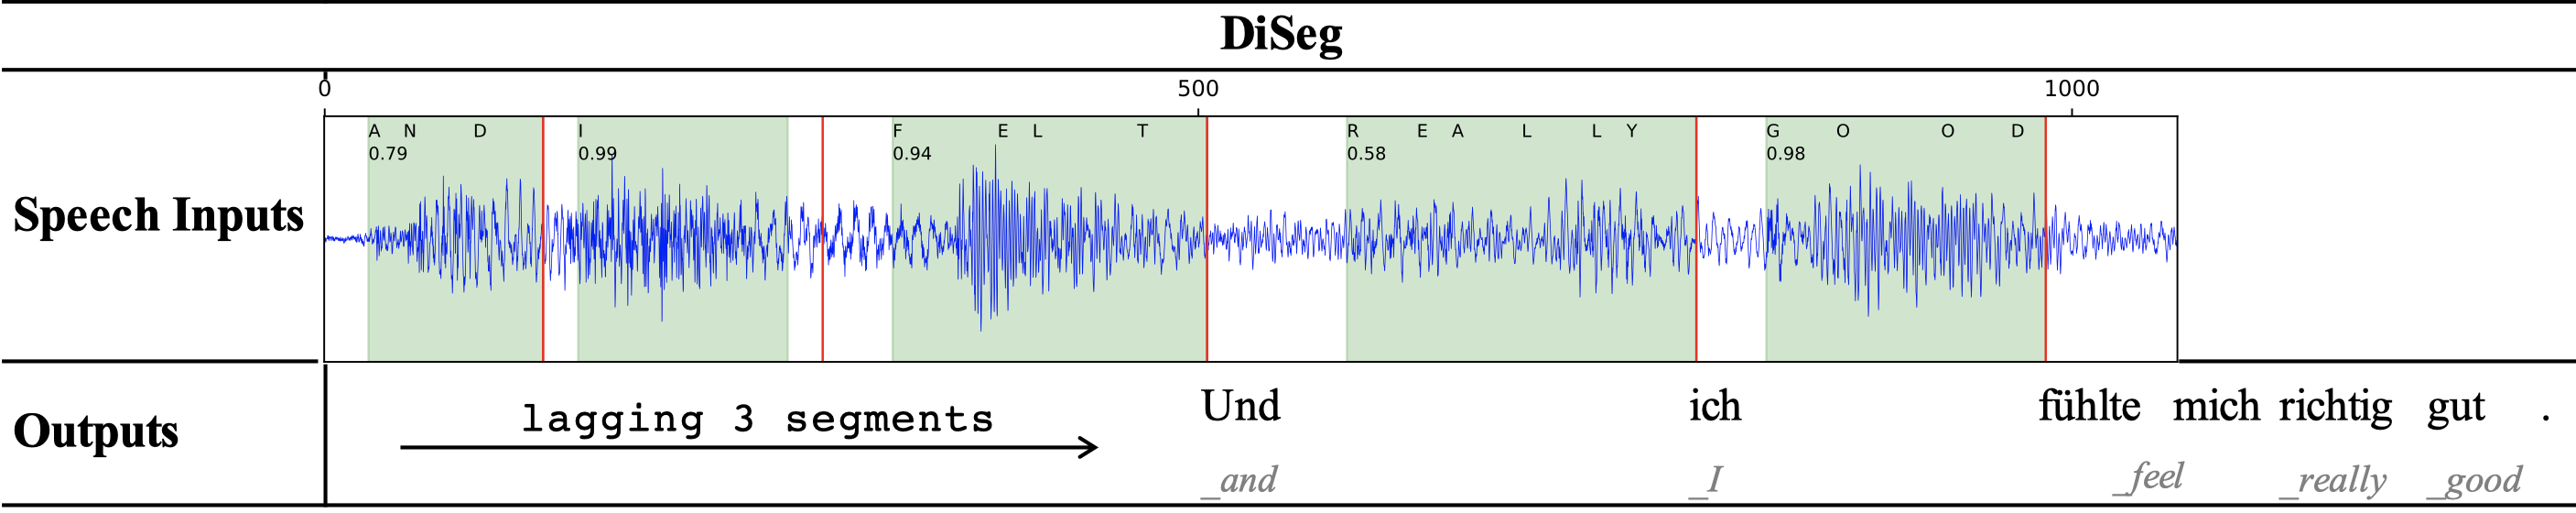 DiSeg
0 500 1000
A N D I F E L T R E A L L Y G O O D
0.79 0.99 0.94 0.58 0.98
Speech Inputs
Outputs
lagging 3 segments
Und ich fühlte mich richtig gut .
_and _I _feel _really _good